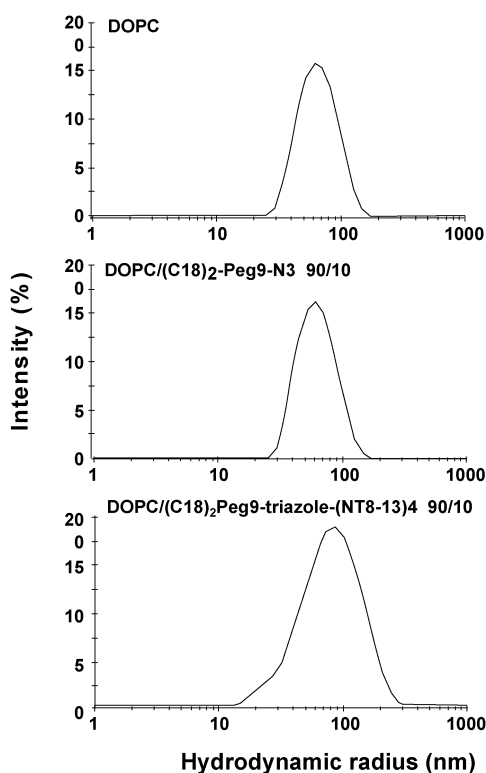 20
DOPC
0
15
10
5
0
1 10 100 1000
20
DOPC/(C18)2-Peg9-N3 90/10
0
15
10
5
0
1 10 100 1000
Intensity (%)
DOPC/(C18)2Peg9-triazole-(NT8-13)4 90/10
20
0
15
10
5
0
1 10 100 1000
Hydrodynamic radius (nm)